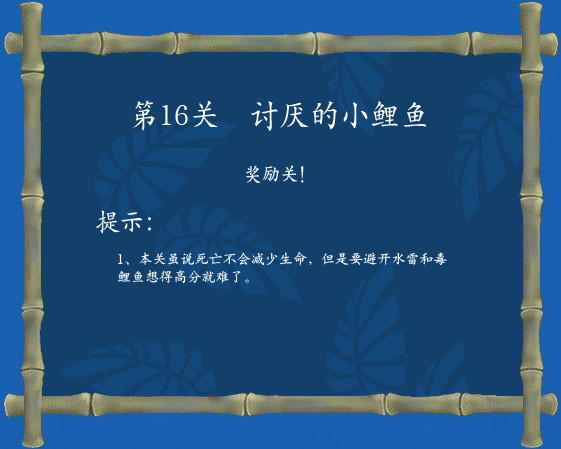 第16关　讨厌的小鲤鱼
奖励关！
提示：
1、本关虽说死亡不会减少生命，但是要避开水雷和毒
鲤鱼想得高分就难了。